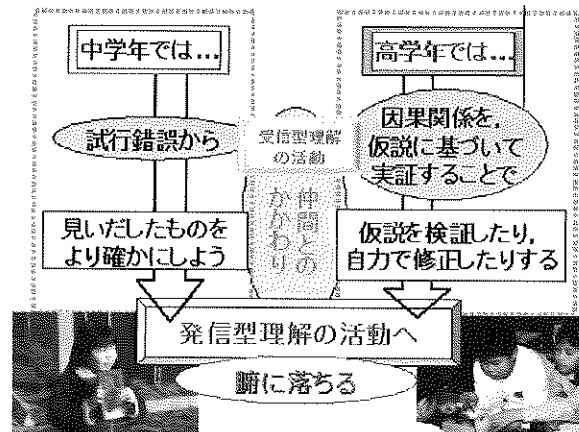 中学年では…
高学年では…
試行錯誤から
受信型理解
の活動
因果関係を,
仮説に基づいて
実証することで
仲間との
かかわり
見いだしたものを
より確かにしよう
仮説を検証したり,
自力で修正したりする
発信型理解の活動へ
腑に落ちる